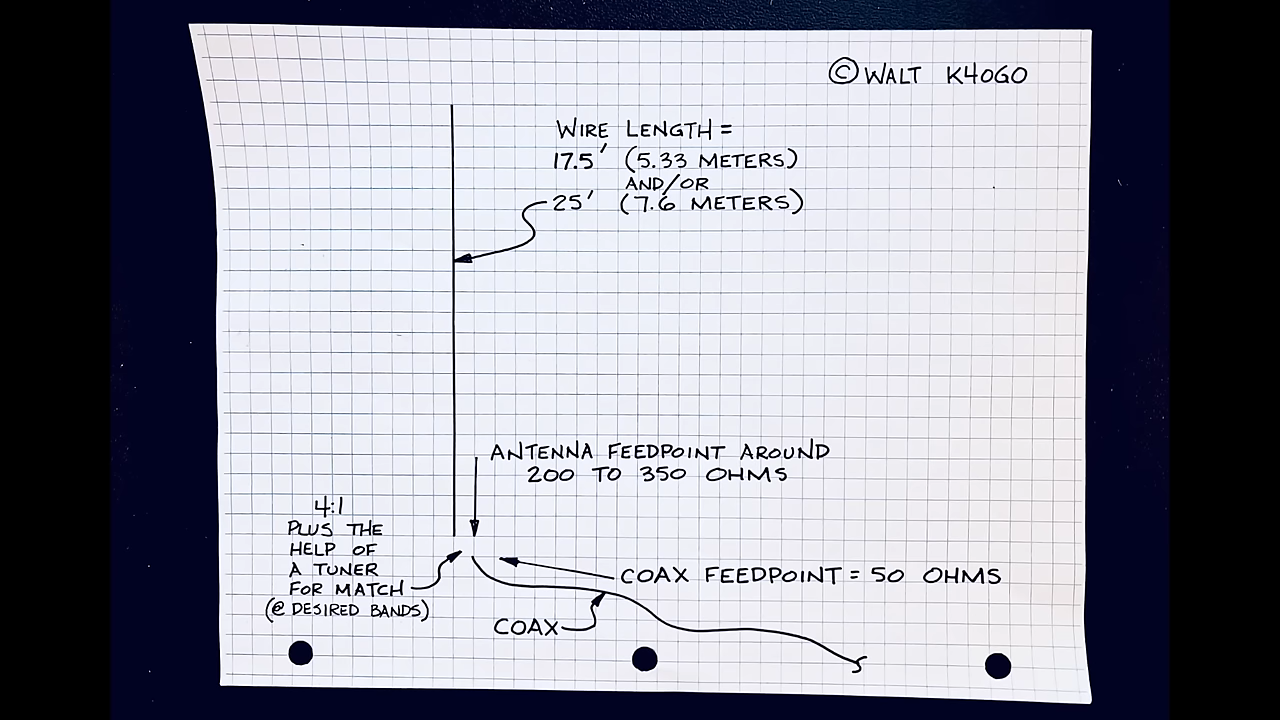 © WALT K4OGO
WIRE LENGTH =
17.5' (5.33 METERS)
AND/OR
25' (7.6 METERS)
ANTENNA FEEDPOINT AROUND
200 TO 350 OHMS
4:1
PLUS THE
HELP OF
A TUNER
FOR MATCH
(@ DESIRED BANDS)
COAX FEEDPOINT = 50 OHMS
COAX